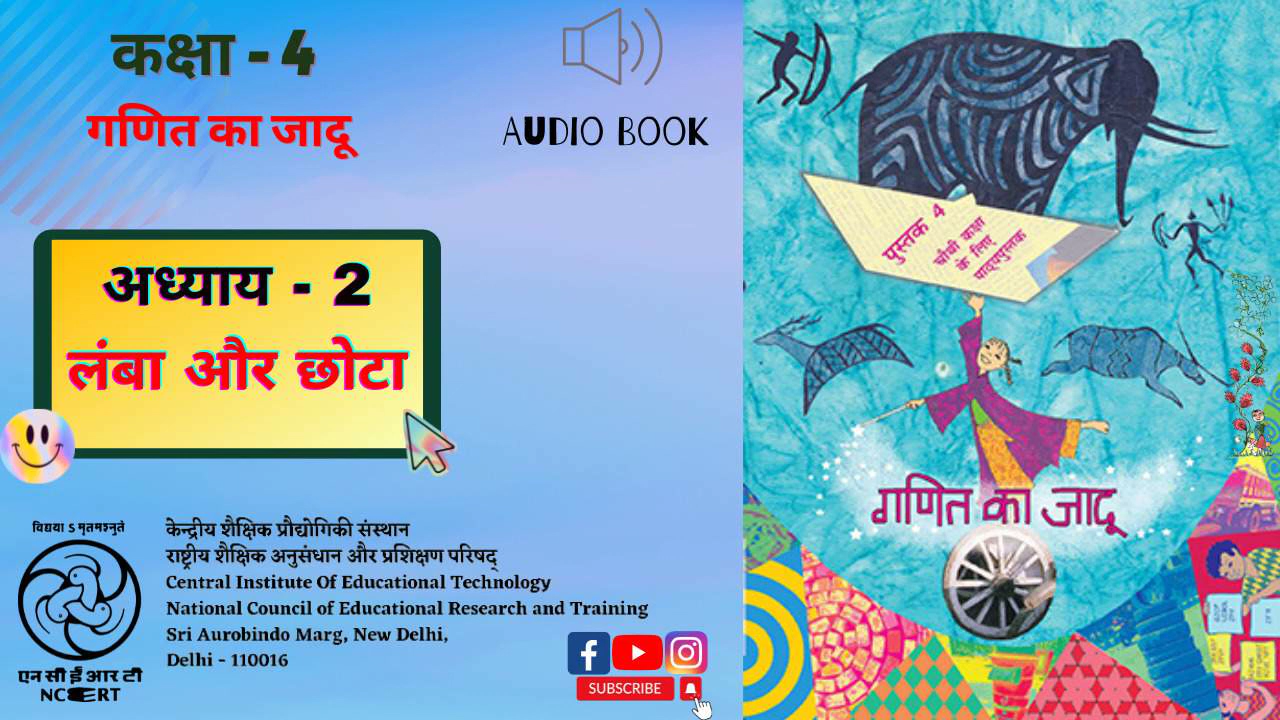 कक्षा - 4
गणित का जादू
AUDIO BOOK
अध्याय - 2
लंबा और छोटा
विद्यया ऽ मृतमश्नुते
एन सी ई आर टी
NCERT
केन्द्रीय शैक्षिक प्रौद्योगिकी संस्थान
राष्ट्रीय शैक्षिक अनुसंधान और प्रशिक्षण परिषद्
Central Institute Of Educational Technology
National Council of Educational Research and Training
Sri Aurobindo Marg, New Delhi,
Delhi - 110016
SUBSCRIBE
पुस्तक 4
चौथी कक्षा
के लिए
पाठ्यपुस्तक
गणित का जादू